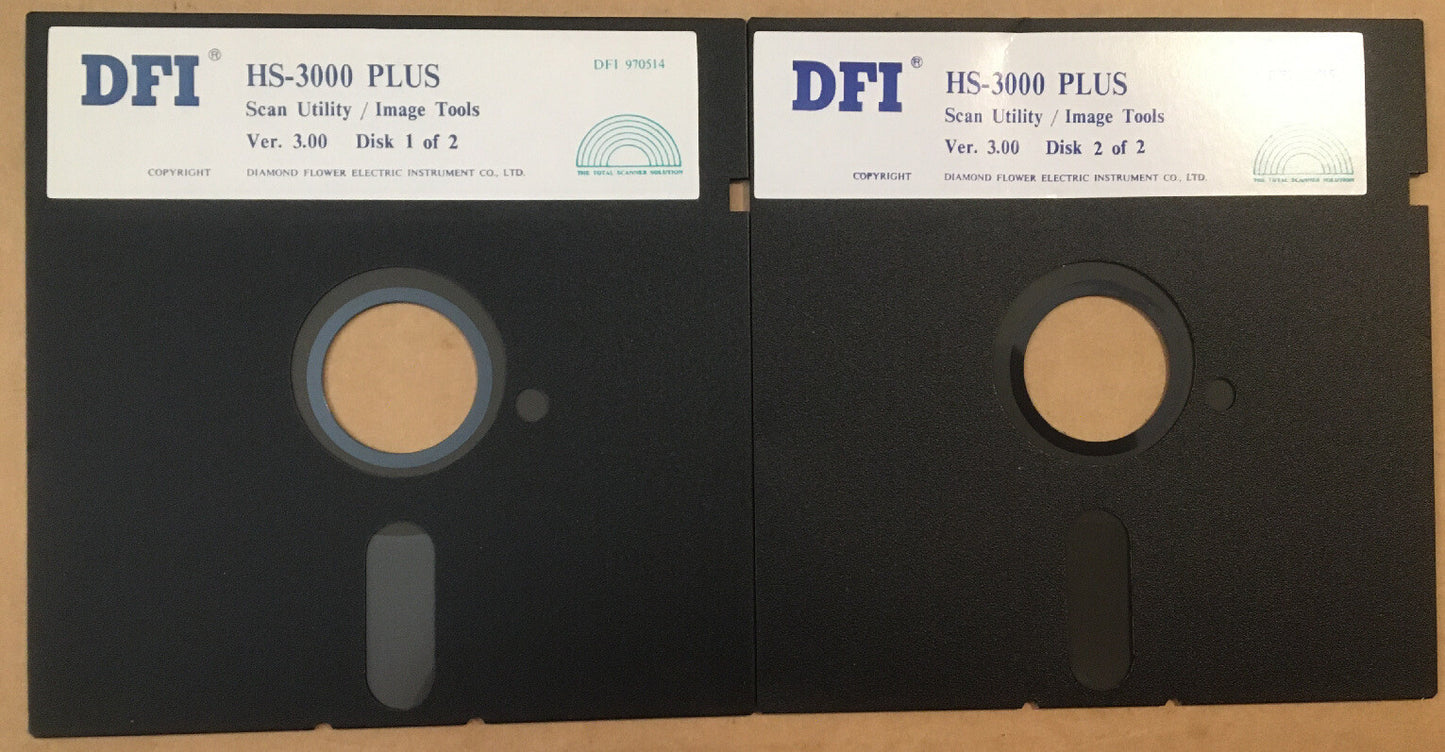 DFI®
HS-3000 PLUS
DFI 970514
Scan Utility / Image Tools
Ver. 3.00 Disk 1 of 2
THE TOTAL SCANNER SOLUTION
COPYRIGHT DIAMOND FLOWER ELECTRIC INSTRUMENT CO., LTD.
DFI®
HS-3000 PLUS
Scan Utility / Image Tools
Ver. 3.00 Disk 2 of 2
THE TOTAL SCANNER SOLUTION
COPYRIGHT DIAMOND FLOWER ELECTRIC INSTRUMENT CO., LTD.